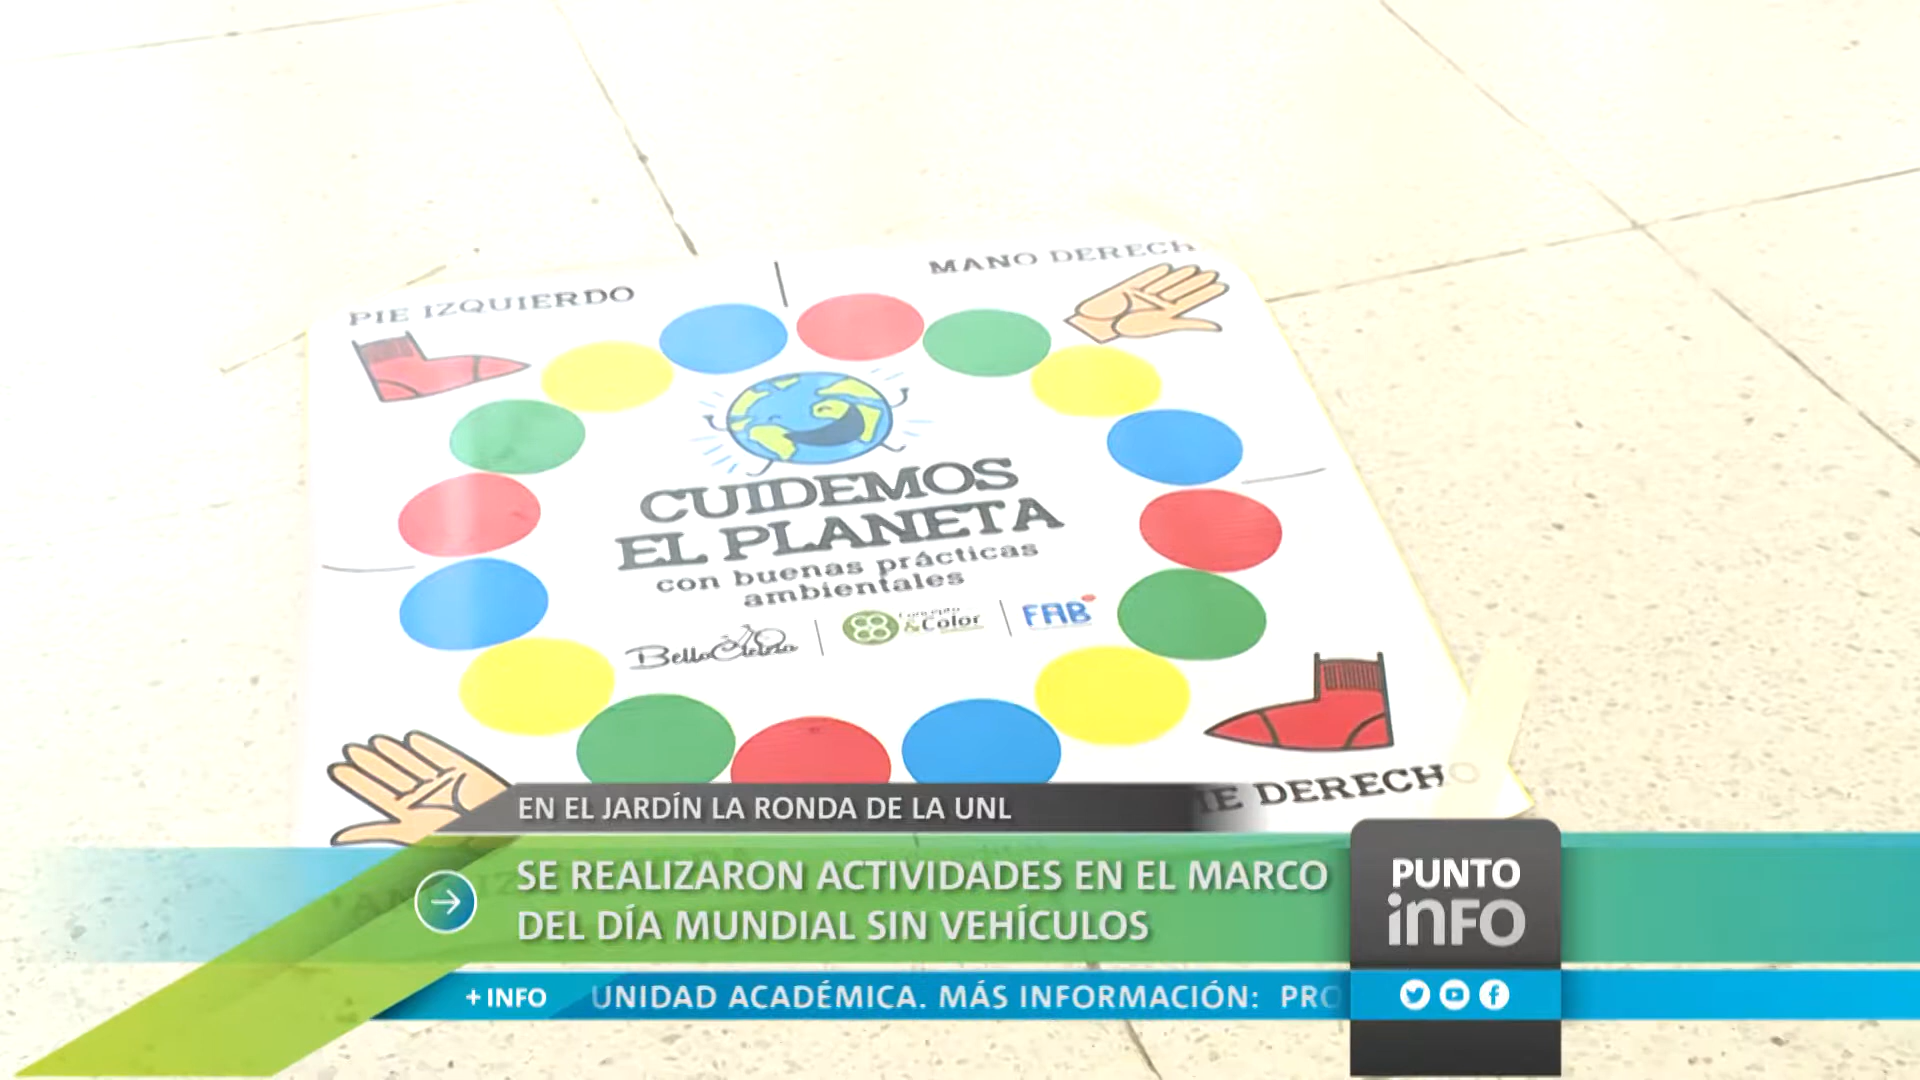 PIE IZQUIERDO
MANO DERECH
CUIDEMOS
EL PLANETA
con buenas prácticas
ambientales
BellaCicleta
&Color
FAB
IE DERECHO
EN EL JARDÍN LA RONDA DE LA UNL
SE REALIZARON ACTIVIDADES EN EL MARCO
DEL DÍA MUNDIAL SIN VEHÍCULOS
PUNTO
inFO
+ INFO UNIDAD ACADÉMICA. MÁS INFORMACIÓN: PRO